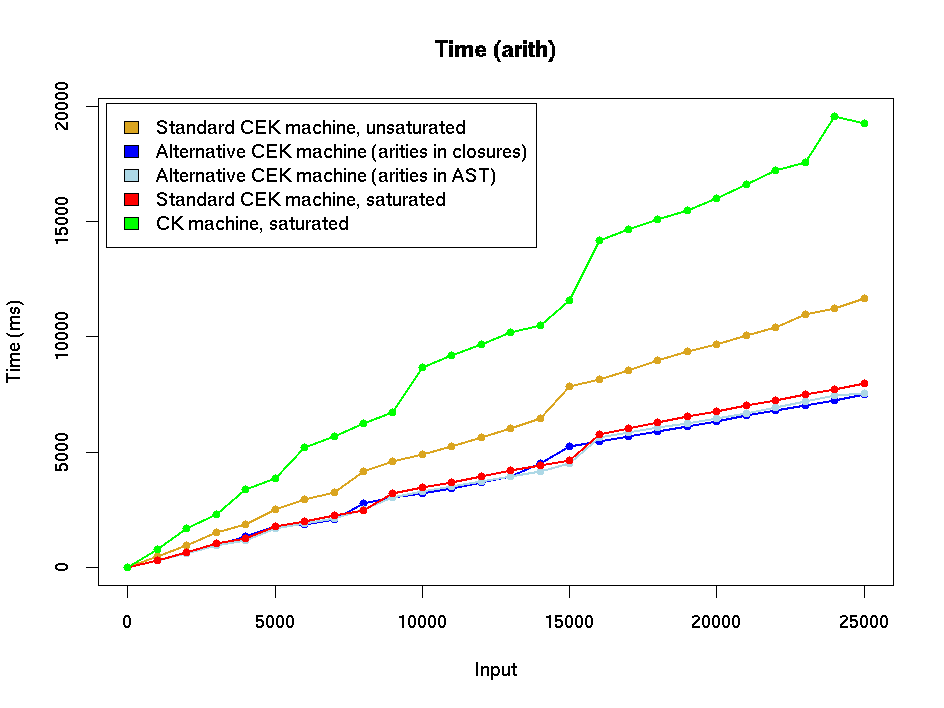 Time (arith)
Standard CEK machine, unsaturated
Alternative CEK machine (arities in closures)
Alternative CEK machine (arities in AST)
Standard CEK machine, saturated
CK machine, saturated
Time (ms)
20000
15000
10000
5000
0
0 5000 10000 15000 20000 25000
Input